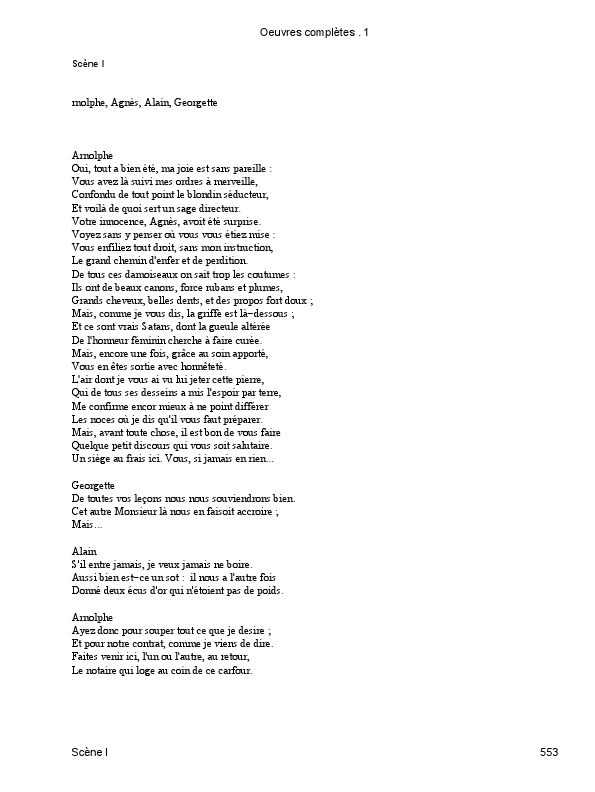 Oeuvres complètes . 1
Scène I
rnolphe, Agnès, Alain, Georgette
Arnolphe
Oui, tout a bien été, ma joie est sans pareille :
Vous avez là suivi mes ordres à merveille,
Confondu de tout point le blondin séducteur,
Et voilà de quoi sert un sage directeur.
Votre innocence, Agnès, avoit été surprise.
Voyez sans y penser où vous vous étiez mise :
Vous enfiliez tout droit, sans mon instruction,
Le grand chemin d'enfer et de perdition.
De tous ces damoiseaux on sait trop les coutumes :
Ils ont de beaux canons, force rubans et plumes,
Grands cheveux, belles dents, et des propos fort doux ;
Mais, comme je vous dis, la griffe est là-dessous ;
Et ce sont vrais Satans, dont la gueule altérée
De l'honneur féminin cherche à faire curée.
Mais, encore une fois, grâce au soin apporté,
Vous en êtes sortie avec honnêteté.
L'air dont je vous ai vu lui jeter cette pierre,
Qui de tous ses desseins a mis l'espoir par terre,
Me confirme encor mieux à ne point différer
Les noces où je dis qu'il vous faut préparer.
Mais, avant toute chose, il est bon de vous faire
Quelque petit discours qui vous soit salutaire.
Un siège au frais ici. Vous, si jamais en rien...
Georgette
De toutes vos leçons nous nous souviendrons bien.
Cet autre Monsieur là nous en faisoit accroire ;
Mais...
Alain
S'il entre jamais, je veux jamais ne boire.
Aussi bien est-ce un sot : il nous a l'autre fois
Donné deux écus d'or qui n'étoient pas de poids.
Arnolphe
Ayez donc pour souper tout ce que je desire ;
Et pour notre contrat, comme je viens de dire.
Faites venir ici, l'un ou l'autre, au retour,
Le notaire qui loge au coin de ce carfour.
Scène I
553